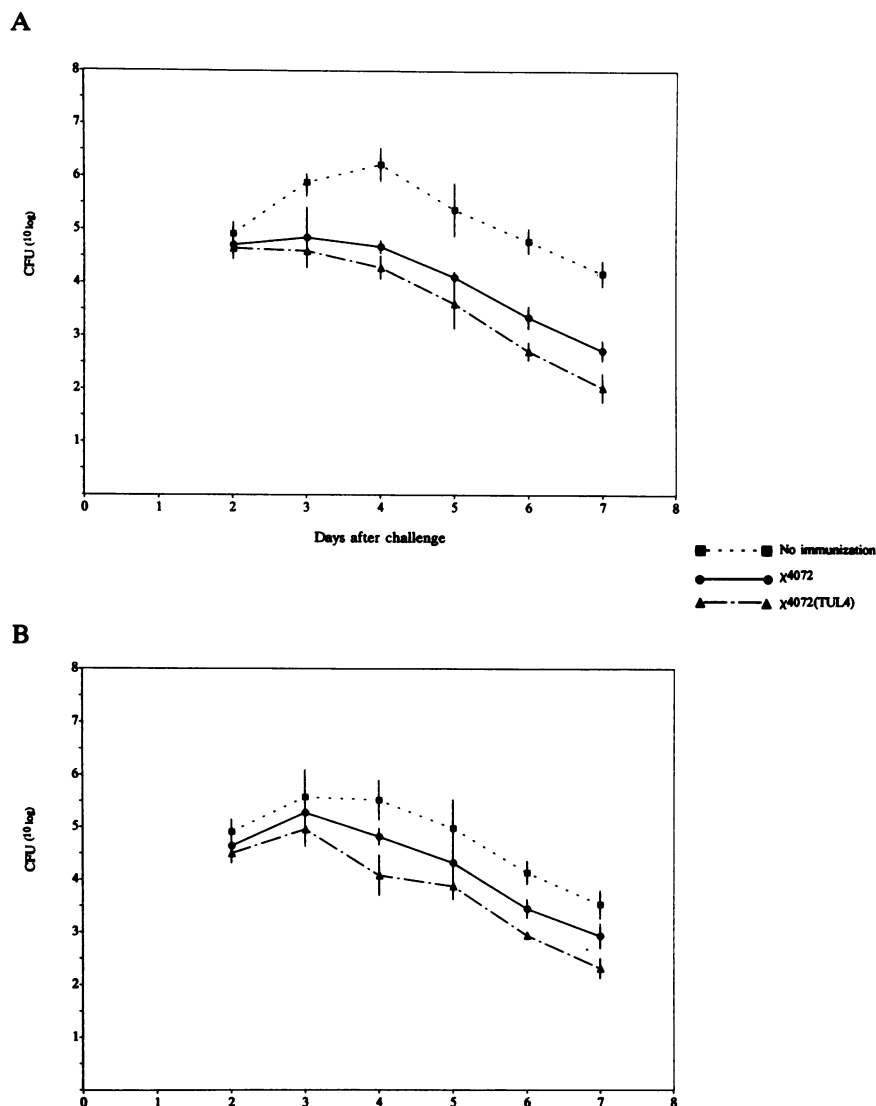 A
8
7
6
5
4
3
2
1
CFU (10log)
0 1 2 3 4 5 6 7 8
Days after challenge
No immunization
χ4072
χ4072(TUL4)
B
8
7
6
5
4
3
2
1
CFU (10log)
0 1 2 3 4 5 6 7 8